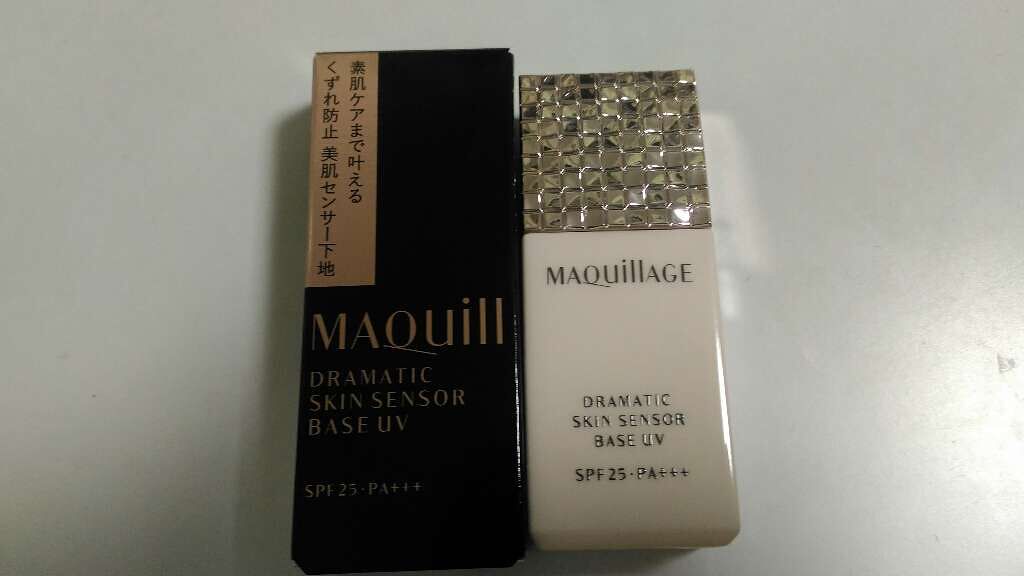 素肌ケアまで叶える
くずれ防止 美肌センサー下地
MAQuill
DRAMATIC
SKIN SENSOR
BASE UV
SPF25・PA+++
MAQuillAGE
DRAMATIC
SKIN SENSOR
BASE UV
SPF25・PA+++